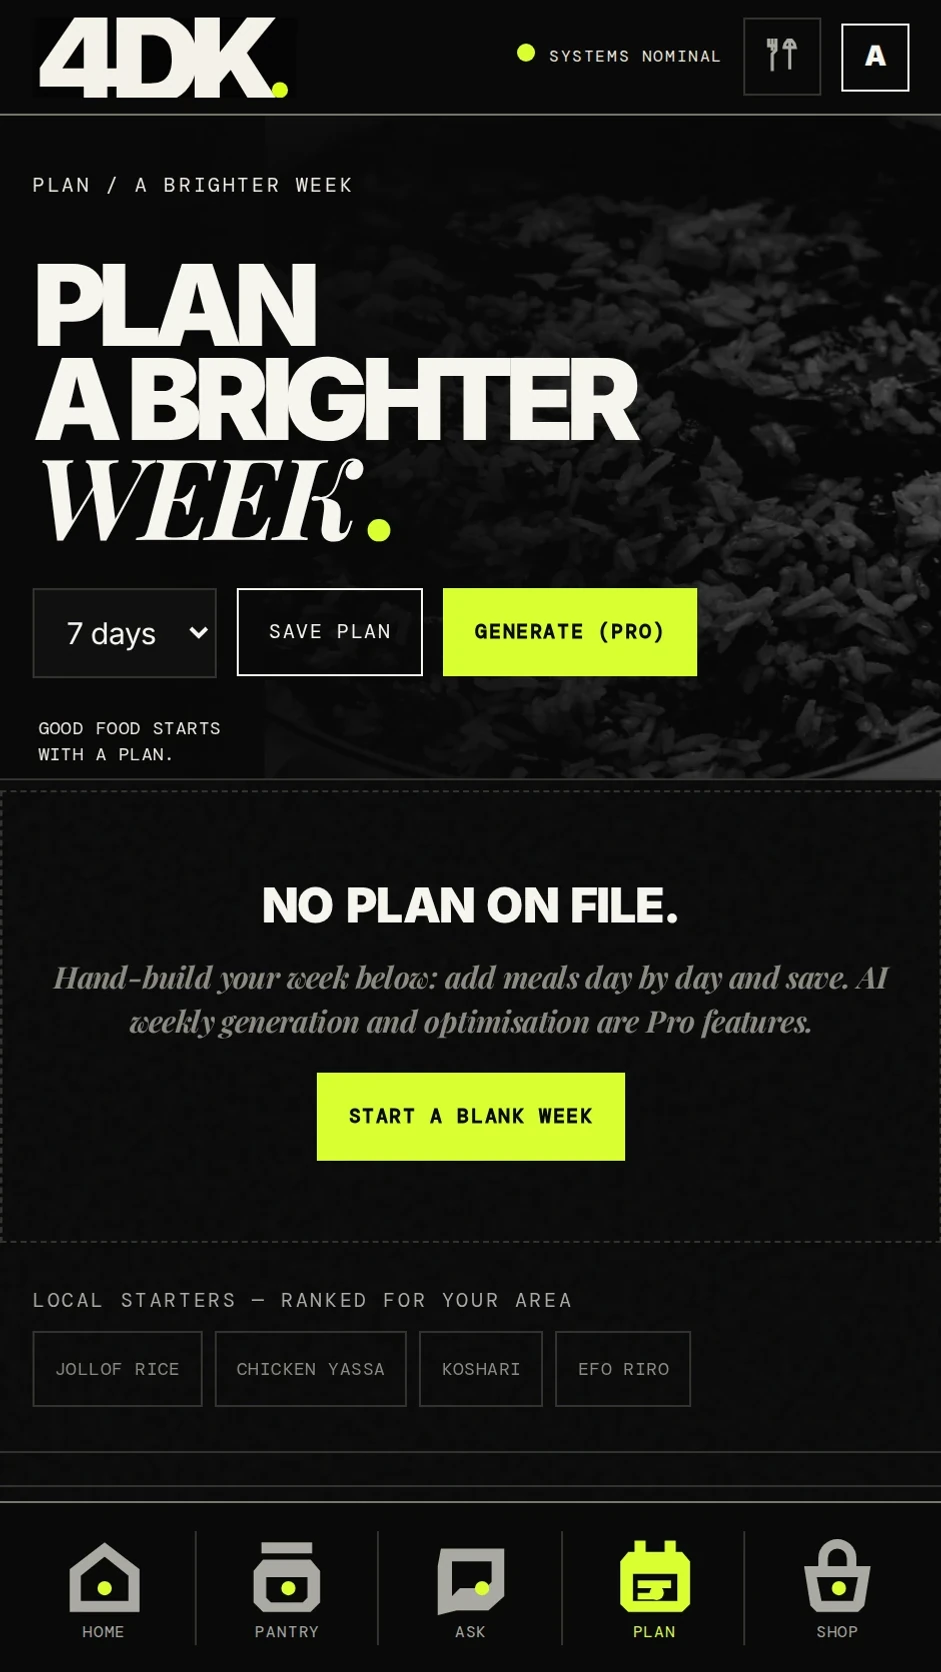 4DK.
SYSTEMS NOMINAL
A
PLAN / A BRIGHTER WEEK
PLAN
A BRIGHTER
WEEK.
7 days
SAVE PLAN
GENERATE (PRO)
GOOD FOOD STARTS
WITH A PLAN.
NO PLAN ON FILE.
Hand-build your week below: add meals day by day and save. AI
weekly generation and optimisation are Pro features.
START A BLANK WEEK
LOCAL STARTERS — RANKED FOR YOUR AREA
JOLLOF RICE
CHICKEN YASSA
KOSHARI
EFO RIRO
HOME
PANTRY
ASK
PLAN
SHOP